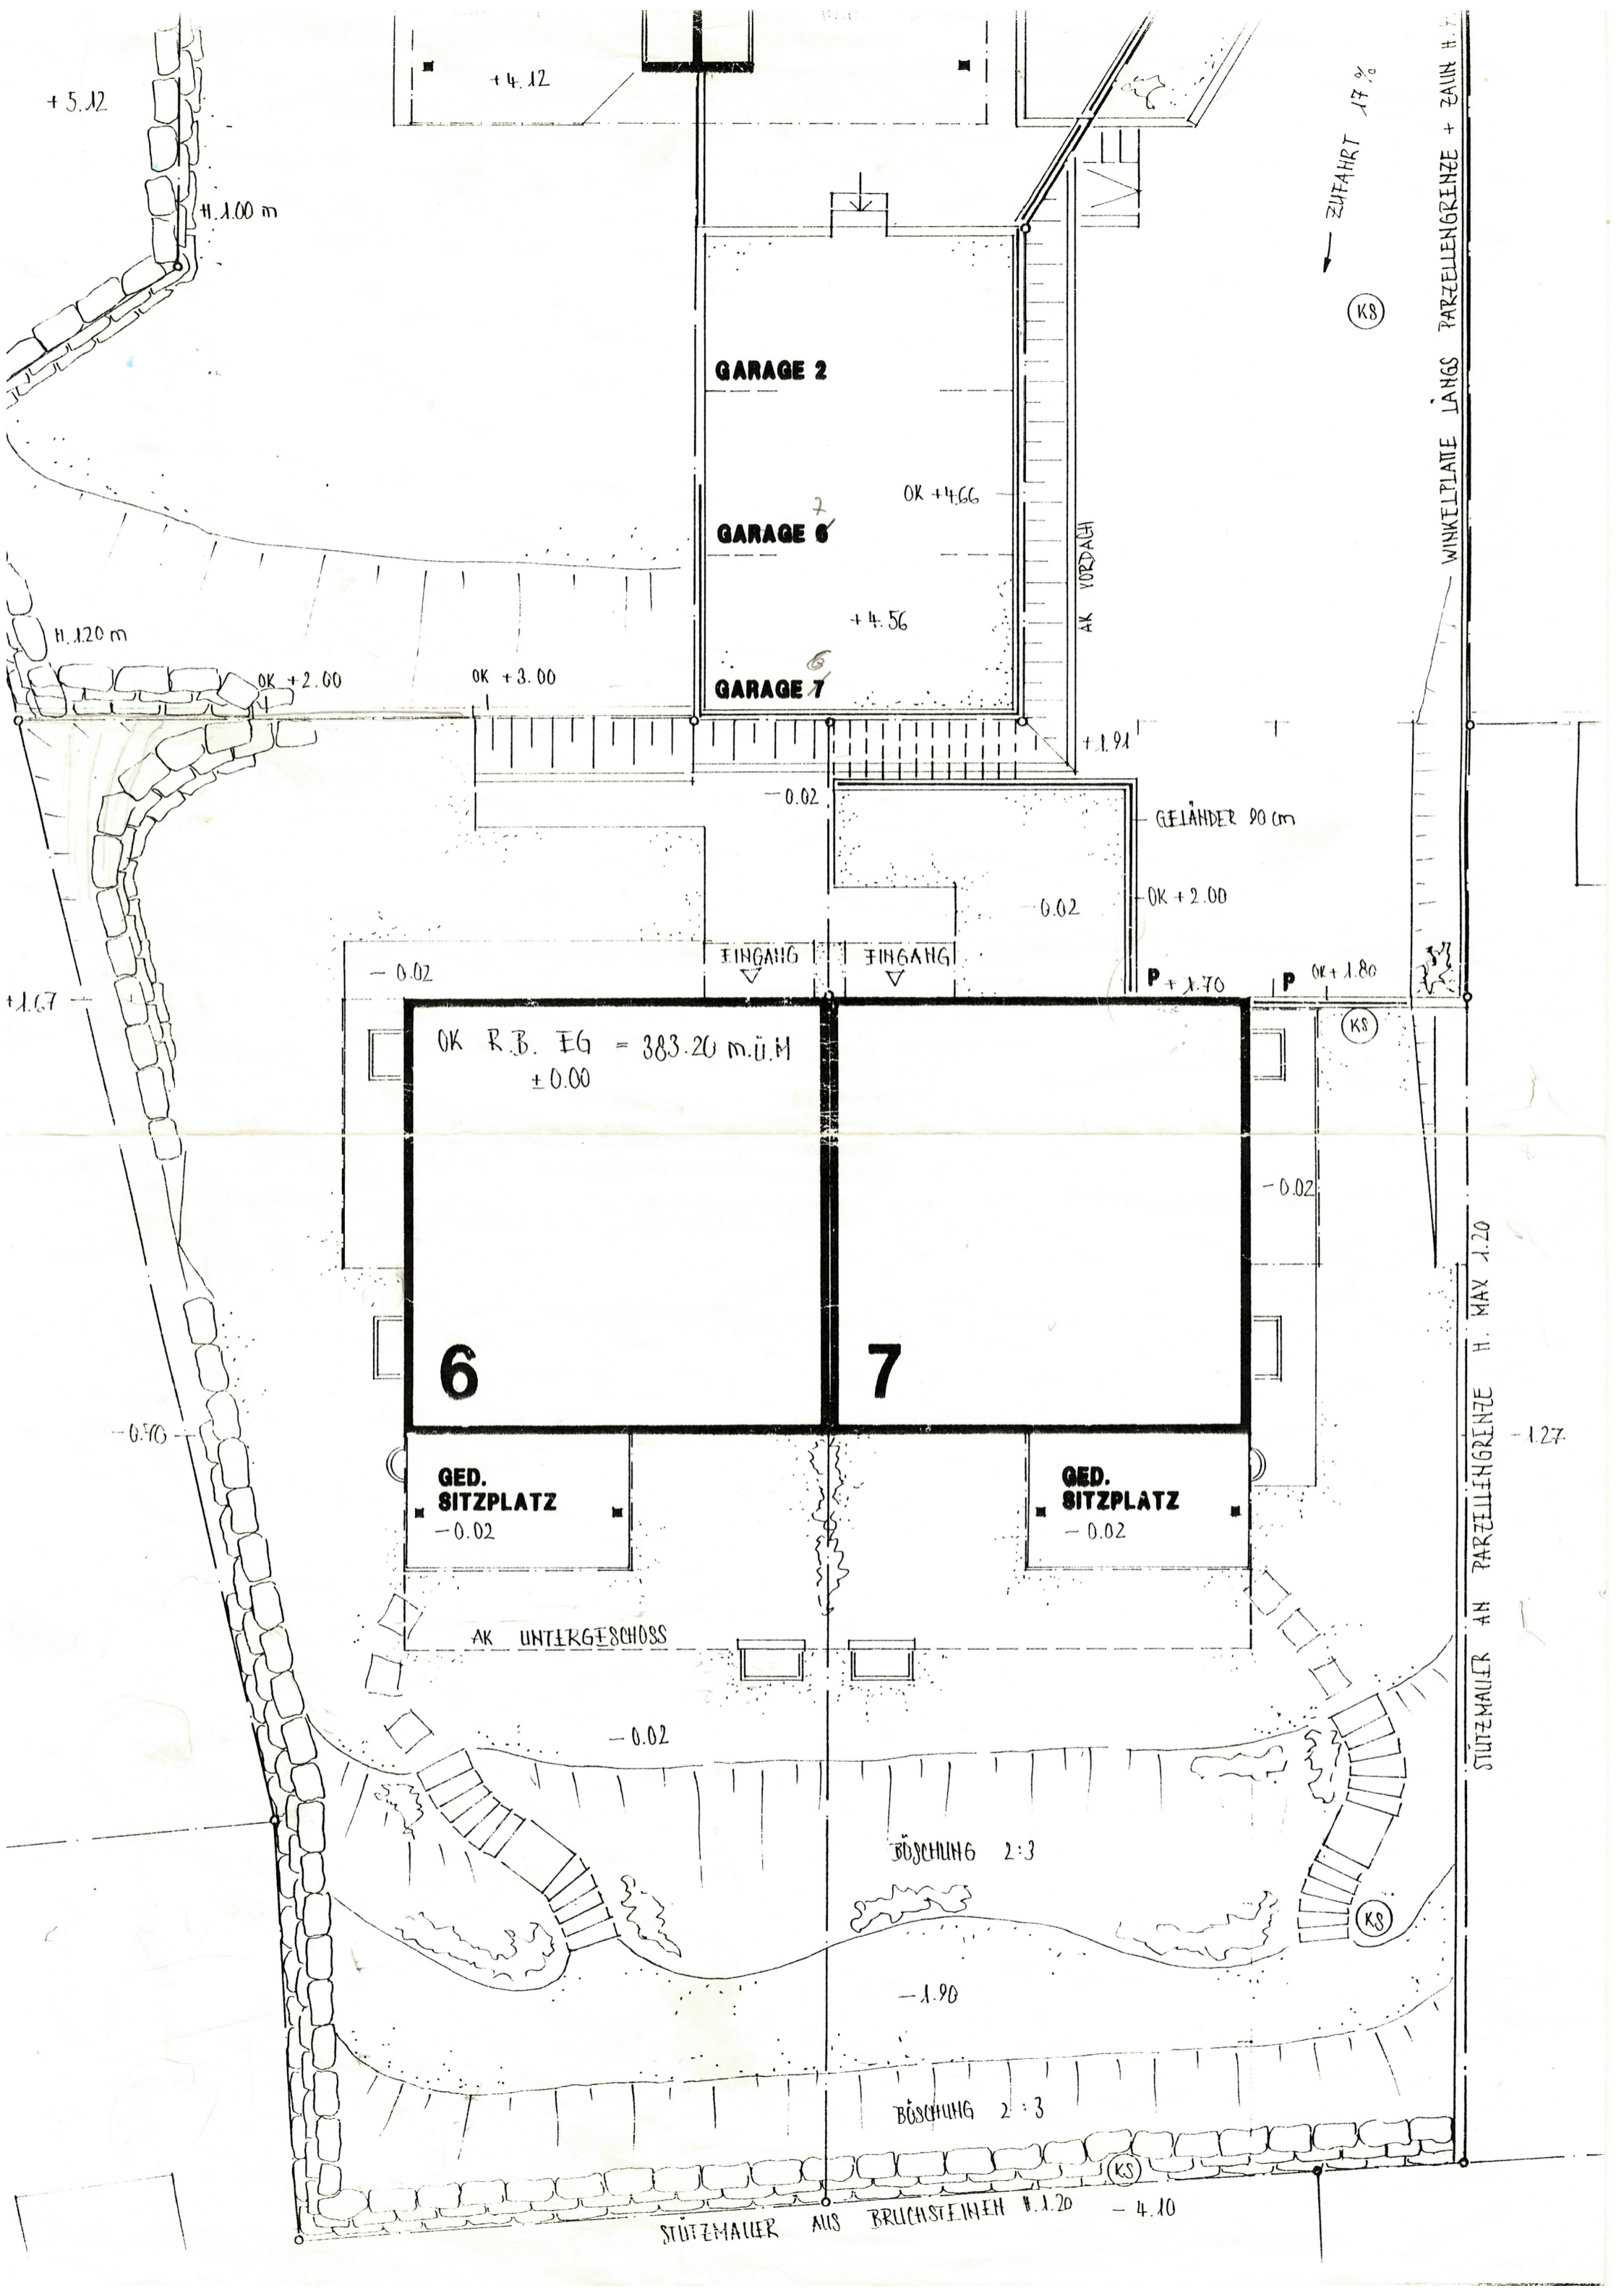 +4.12
+5.12
ZUFAHRT 17%
H. 1.00 m
KS
WINKELPLATTE LÄNGS PARZELLENGRENZE + ZAUN H.
GARAGE 2
OK +4.66
7
GARAGE 6
AK VORDACH
+4.56
H. 1.20 m
6
GARAGE 7
OK +2.00
OK +3.00
+1.91
-0.02
GELÄNDER 90 cm
OK +2.00
-0.02
EINGANG
EINGANG
-0.02
P
+1.70
P
OK +1.80
+1.67
KS
OK R.B. EG = 383.20 m.ü.M
±0.00
-0.02
6
7
STÜTZMAUER AN PARZELLENGRENZE H. MAX 1.20
-1.27
GED.
SITZPLATZ
-0.02
GED.
SITZPLATZ
-0.02
AK UNTERGESCHOSS
-0.02
BÖSCHUNG 2:3
KS
-1.90
BÖSCHUNG 2:3
KS
STÜTZMAUER AUS BRUCHSTEINEN H. 1.20
-4.10